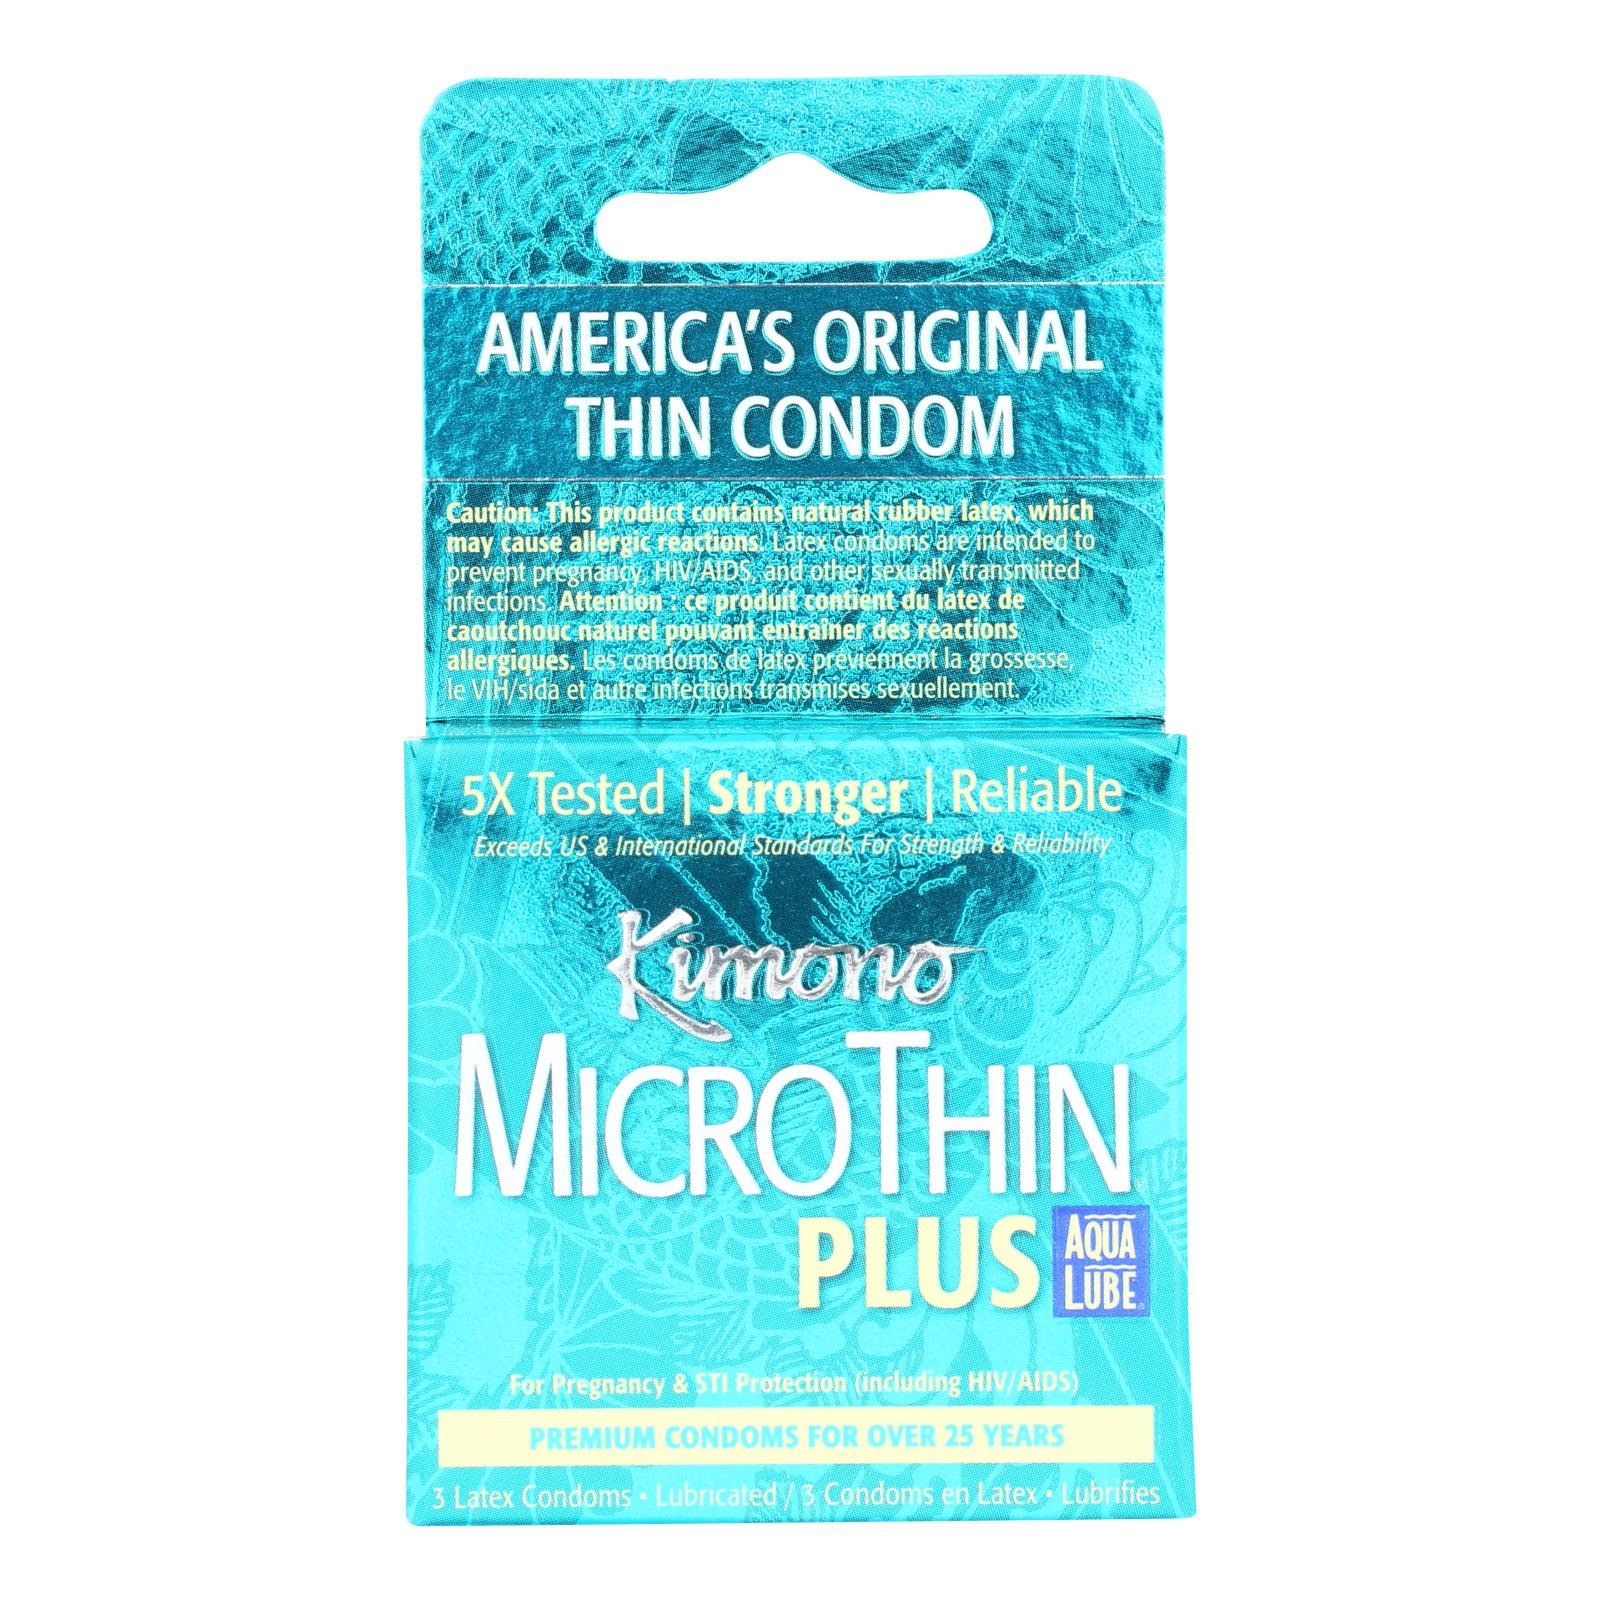 AMERICA'S ORIGINAL
THIN CONDOM
Caution: This product contains natural rubber latex, which
may cause allergic reactions. Latex condoms are intended to
prevent pregnancy, HIV/AIDS, and other sexually transmitted
infections. Attention : ce produit contient du latex de
caoutchouc naturel pouvant entraîner des réactions
allergiques. Les condoms de latex préviennent la grossesse,
le VIH/sida et autre infections transmises sexuellement.
5X Tested | Stronger | Reliable
Exceeds US & International Standards For Strength & Reliability
Kimono
MICROTHIN®
PLUS AQUA
LUBE®
For Pregnancy & STI Protection (including HIV/AIDS)
PREMIUM CONDOMS FOR OVER 25 YEARS
3 Latex Condoms • Lubricated / 3 Condoms en Latex • Lubrifies